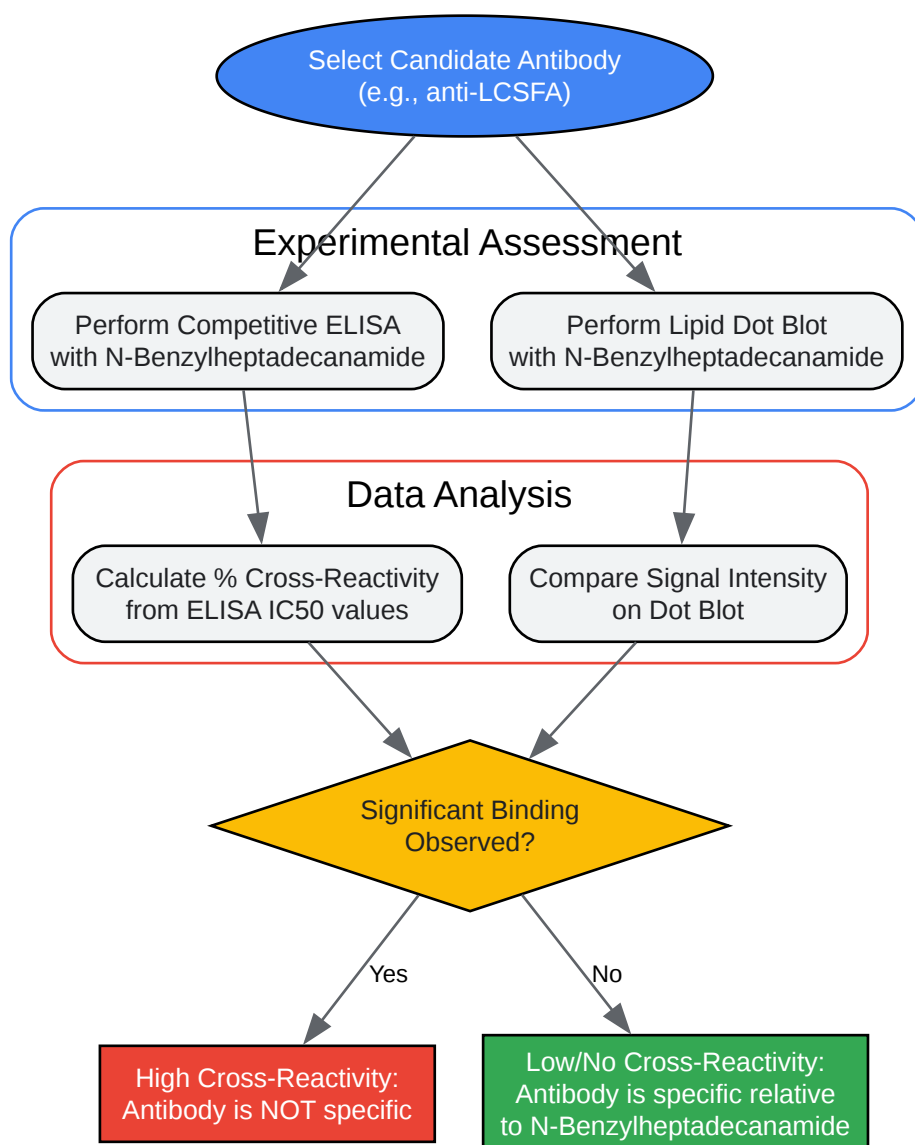 Select Candidate Antibody
(e.g., anti-LCSFA)
Experimental Assessment
Perform Competitive ELISA
with N-Benzylheptadecanamide
Perform Lipid Dot Blot
with N-Benzylheptadecanamide
Data Analysis
Calculate % Cross-Reactivity
from ELISA IC50 values
Compare Signal Intensity
on Dot Blot
Significant Binding
Observed?
Yes
No
High Cross-Reactivity:
Antibody is NOT specific
Low/No Cross-Reactivity:
Antibody is specific relative
to N-Benzylheptadecanamide